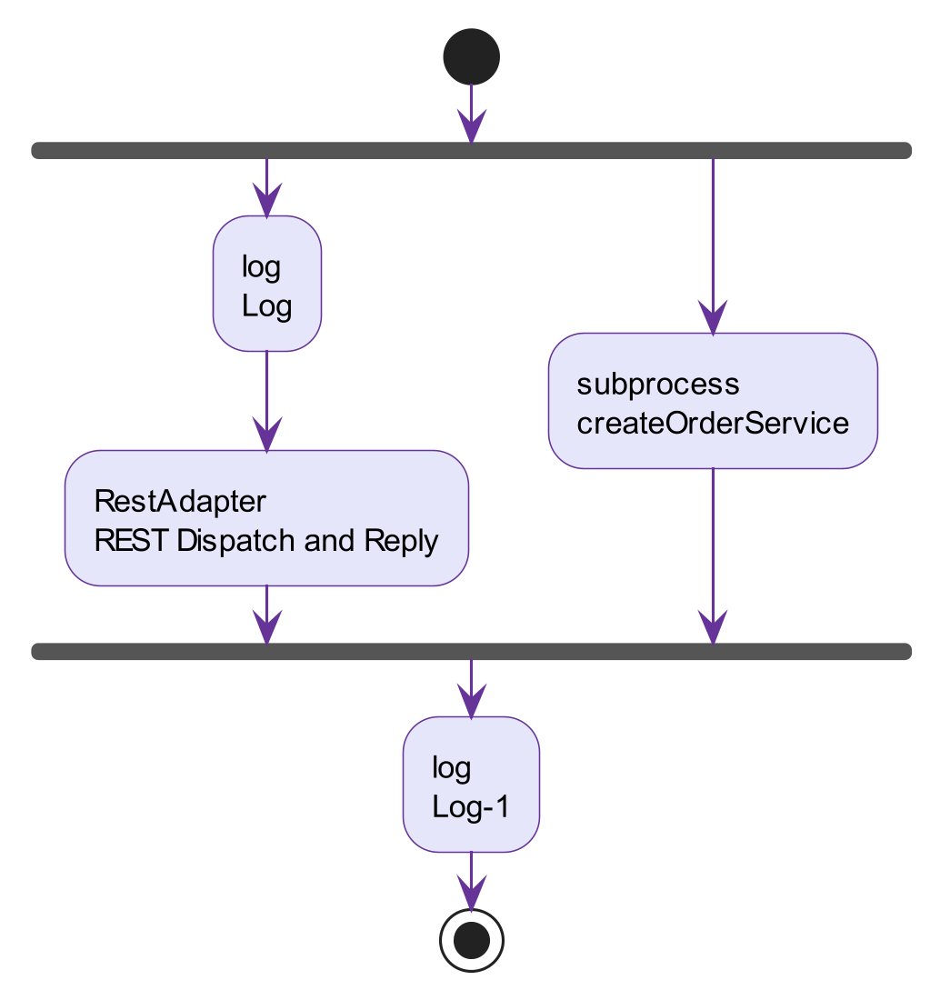 log
Log
subprocess
createOrderService
RestAdapter
REST Dispatch and Reply
log
Log-1